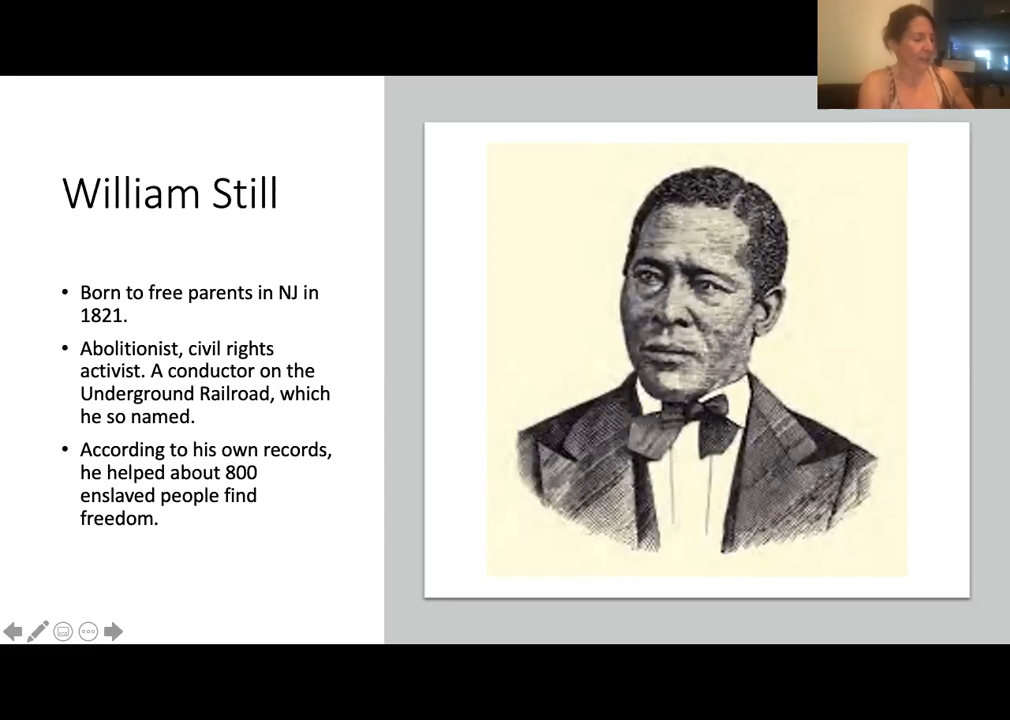 William Still
• Born to free parents in NJ in
1821.
• Abolitionist, civil rights
activist. A conductor on the
Underground Railroad, which
he so named.
• According to his own records,
he helped about 800
enslaved people find
freedom.